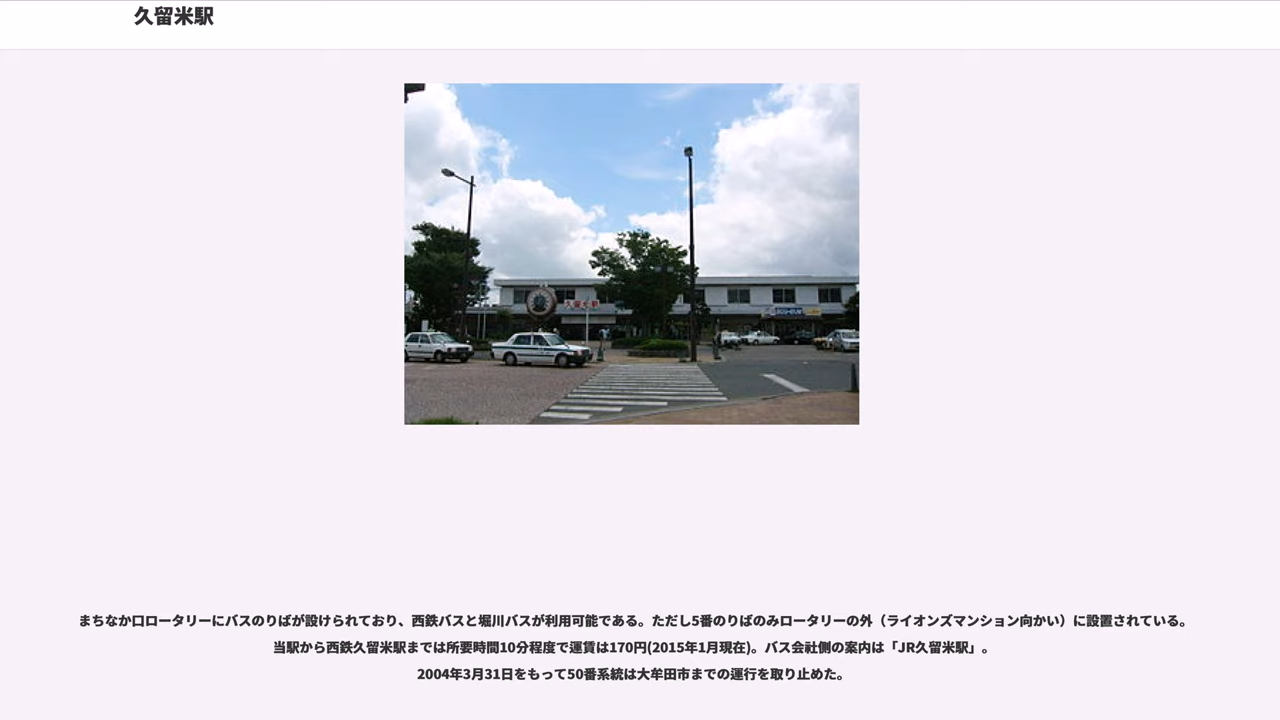 久留米駅
久留米駅
まちなか口ロータリーにバスのりばが設けられており、西鉄バスと堀川バスが利用可能である。ただし5番のりばのみロータリーの外（ライオンズマンション向かい）に設置されている。
当駅から西鉄久留米駅までは所要時間10分程度で運賃は170円(2015年1月現在)。バス会社側の案内は「JR久留米駅」。
2004年3月31日をもって50番系統は大牟田市までの運行を取り止めた。